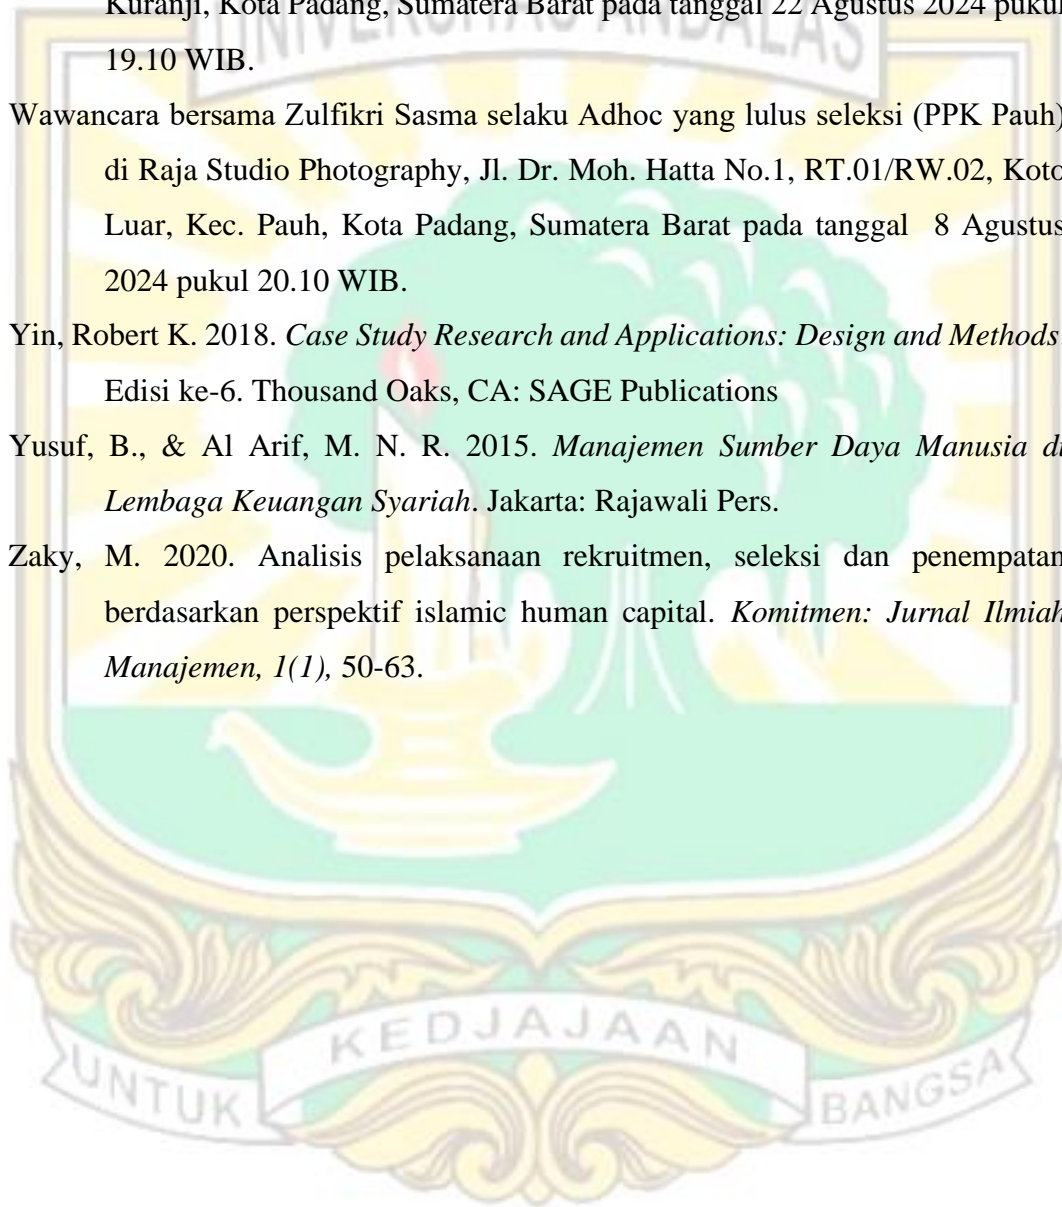 UNIVERSITAS ANDALAS
Kuranji, Kota Padang, Sumatera Barat pada tanggal 22 Agustus 2024 pukul
19.10 WIB.
Wawancara bersama Zulfikri Sasma selaku Adhoc yang lulus seleksi (PPK Pauh)
di Raja Studio Photography, Jl. Dr. Moh. Hatta No.1, RT.01/RW.02, Koto
Luar, Kec. Pauh, Kota Padang, Sumatera Barat pada tanggal 8 Agustus
2024 pukul 20.10 WIB.
Yin, Robert K. 2018. Case Study Research and Applications: Design and Methods
Edisi ke-6. Thousand Oaks, CA: SAGE Publications
Yusuf, B., & Al Arif, M. N. R. 2015. Manajemen Sumber Daya Manusia di
Lembaga Keuangan Syariah. Jakarta: Rajawali Pers.
Zaky, M. 2020. Analisis pelaksanaan rekruitmen, seleksi dan penempatan
berdasarkan perspektif islamic human capital. Komitmen: Jurnal Ilmiah
Manajemen, 1(1), 50-63.
UNTUK KEDJAJAAN BANGSA